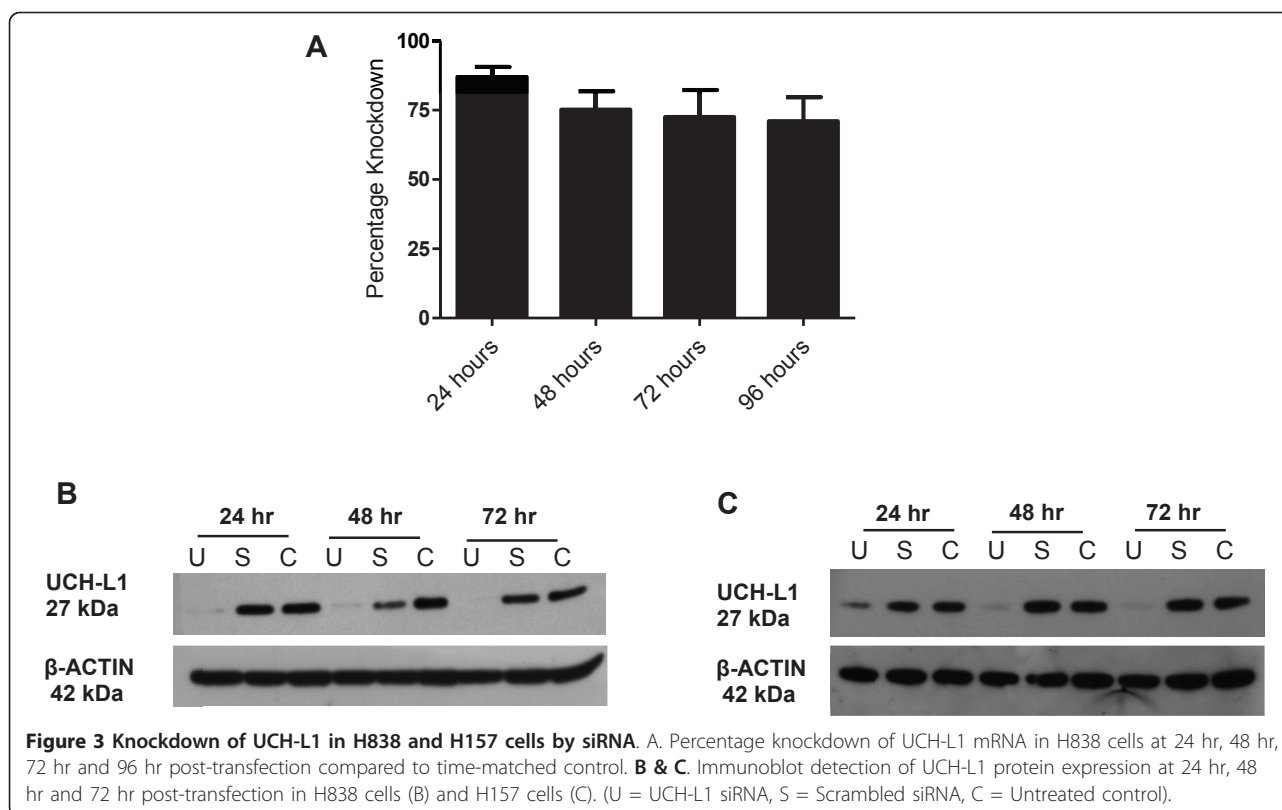 A
Percentage Knockdown
100
75
50
25
0
24 hours
48 hours
72 hours
96 hours
B
24 hr 48 hr 72 hr
U S C U S C U S C
UCH-L1
27 kDa
β-ACTIN
42 kDa
C
24 hr 48 hr 72 hr
U S C U S C U S C
UCH-L1
27 kDa
β-ACTIN
42 kDa
Figure 3 Knockdown of UCH-L1 in H838 and H157 cells by siRNA. A. Percentage knockdown of UCH-L1 mRNA in H838 cells at 24 hr, 48 hr,
72 hr and 96 hr post-transfection compared to time-matched control. B & C. Immunoblot detection of UCH-L1 protein expression at 24 hr, 48
hr and 72 hr post-transfection in H838 cells (B) and H157 cells (C). (U = UCH-L1 siRNA, S = Scrambled siRNA, C = Untreated control).